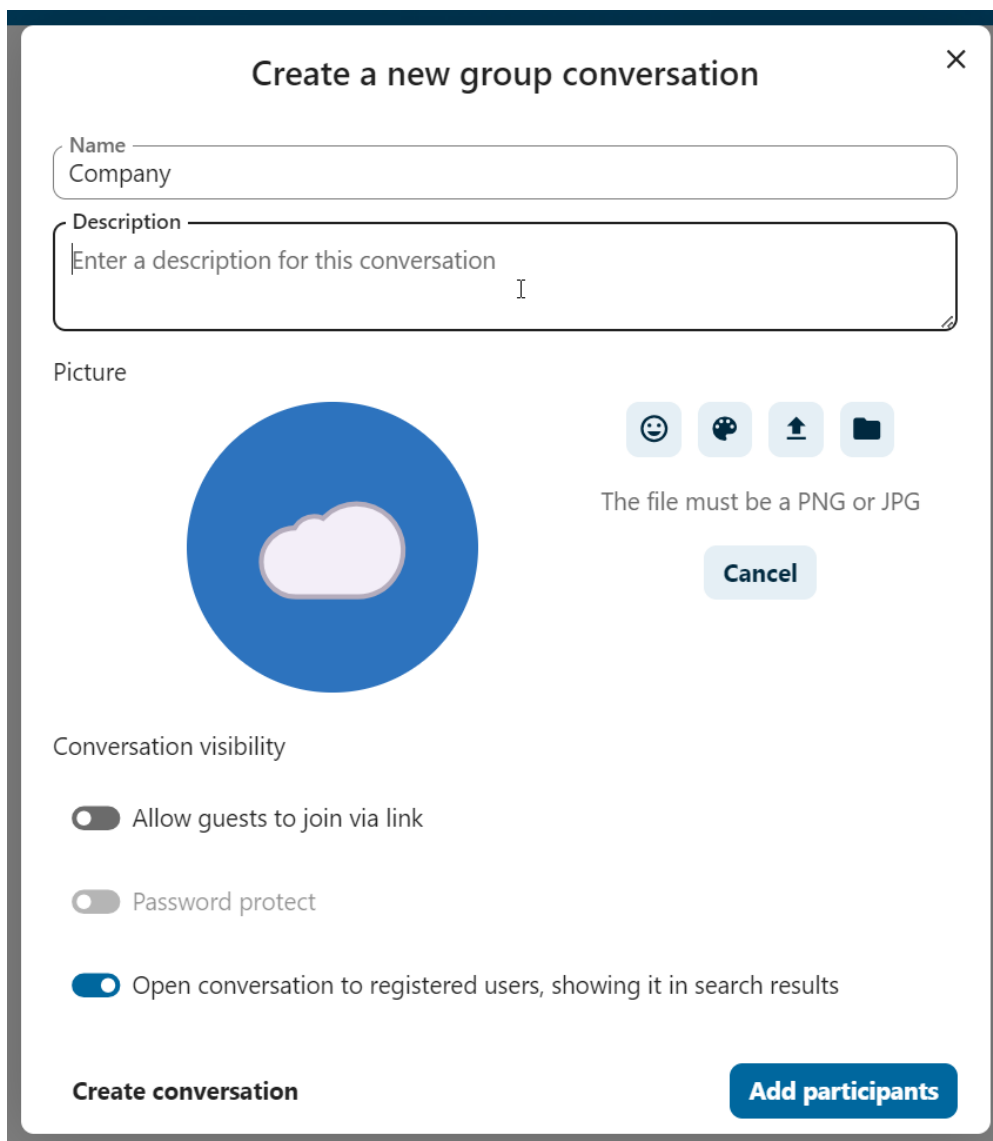 Create a new group conversation
Name
Company
Description
Enter a description for this conversation
Picture
The file must be a PNG or JPG
Cancel
Conversation visibility
Allow guests to join via link
Password protect
Open conversation to registered users, showing it in search results
Create conversation
Add participants